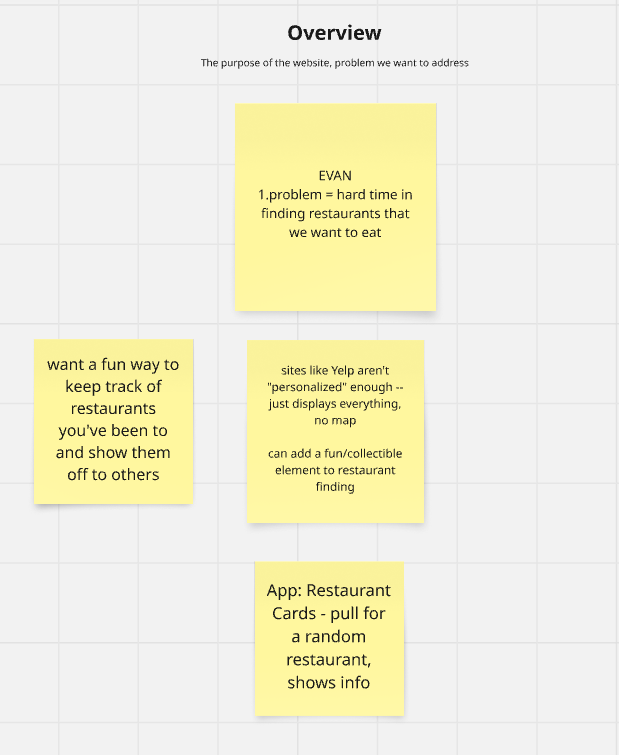 Overview
The purpose of the website, problem we want to address
EVAN
1.problem = hard time in
finding restaurants that
we want to eat
want a fun way to
keep track of
restaurants
you've been to
and show them
off to others
sites like Yelp aren't
"personalized" enough --
just displays everything,
no map
can add a fun/collectible
element to restaurant
finding
App: Restaurant
Cards - pull for
a random
restaurant,
shows info